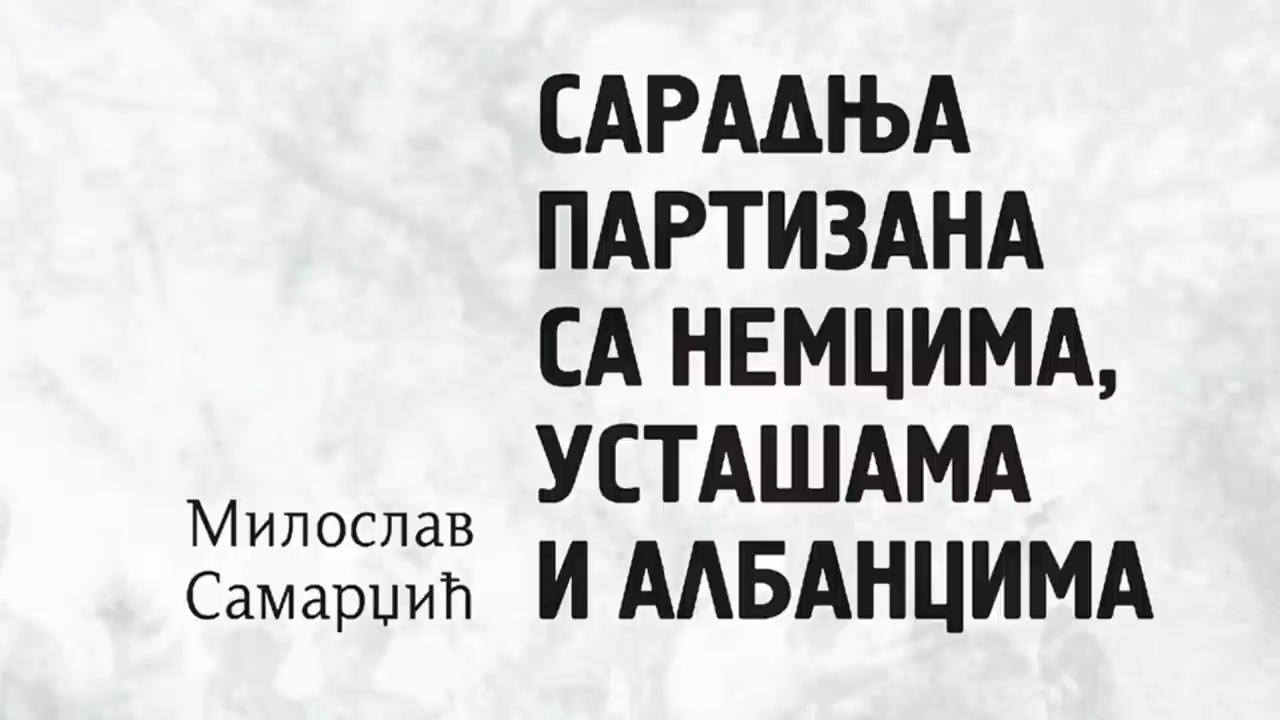 САРАДЊА
ПАРТИЗАНА
СА НЕМЦИМА,
УСТАШАМА
И АЛБАНЦИМА
Милослав
Самарџић